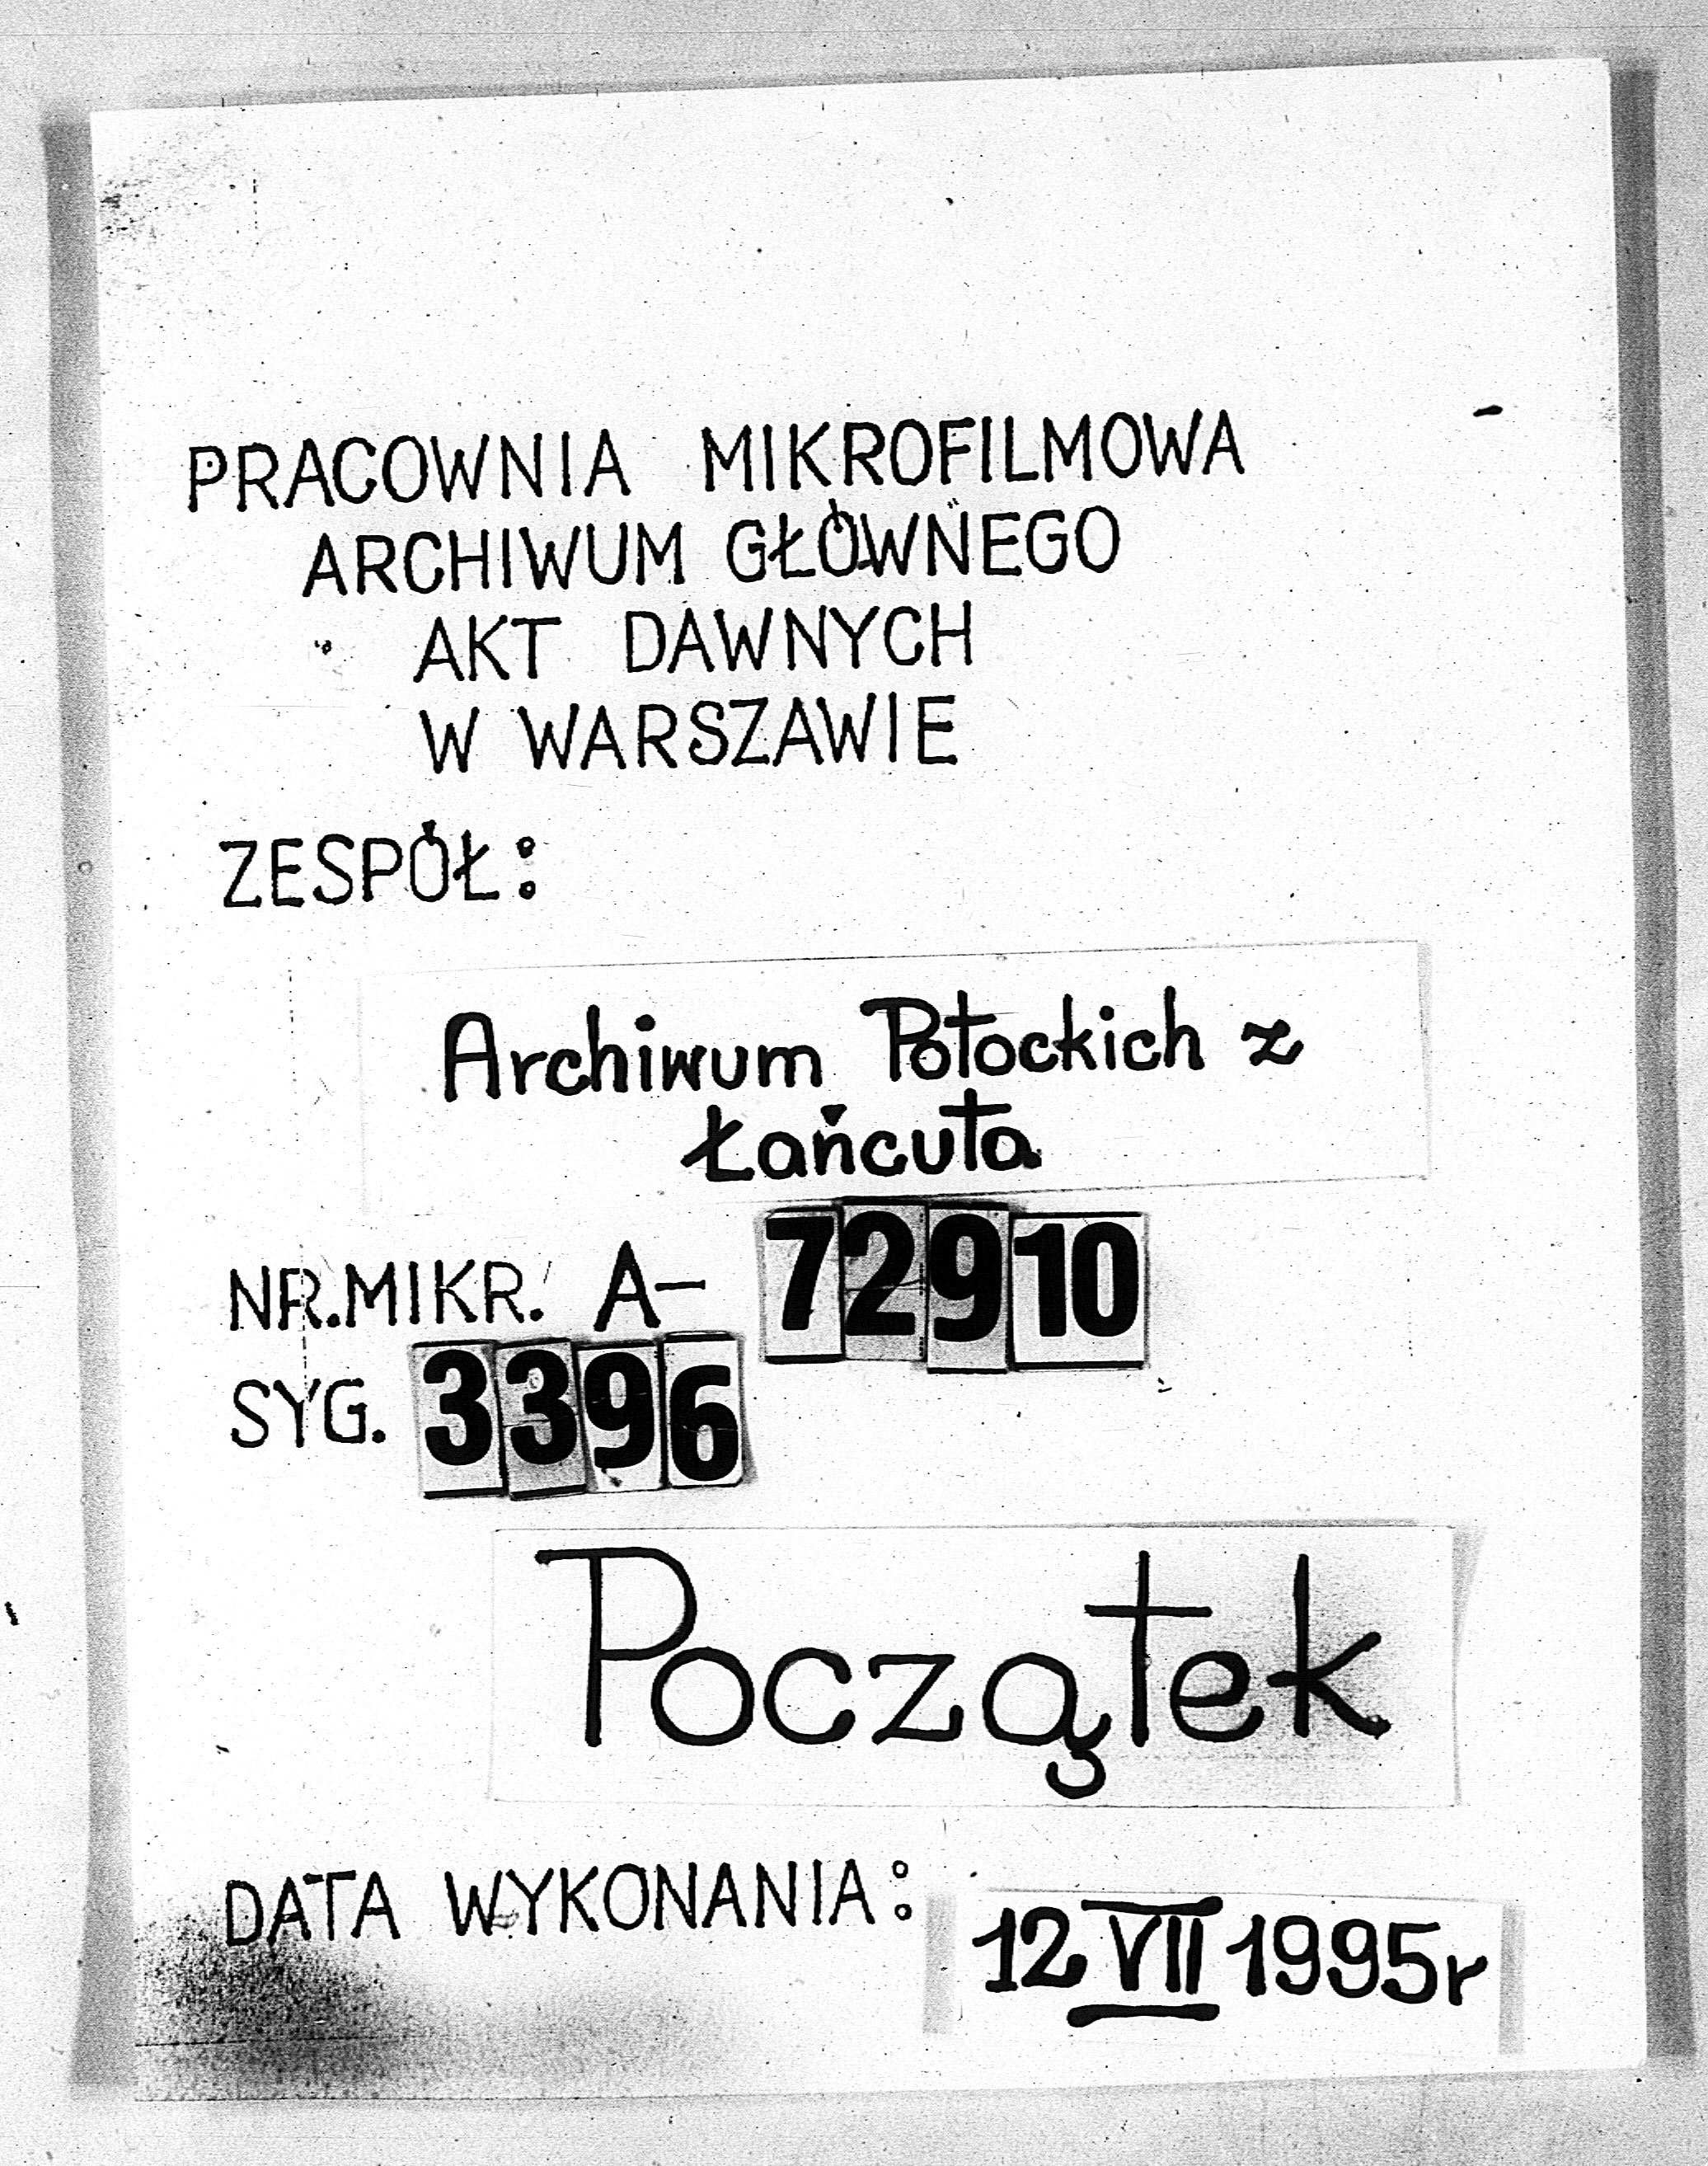 PRACOWNIA MIKROFILMOWA
ARCHIWUM GŁÓWNEGO
AKT DAWNYCH
W WARSZAWIE
ZESPÓŁ:
Archiwum Potockich z
Łańcuta
NR.MIKR. A- 72910
SYG. 3396
Początek
DATA WYKONANIA: 12 VII 1995r